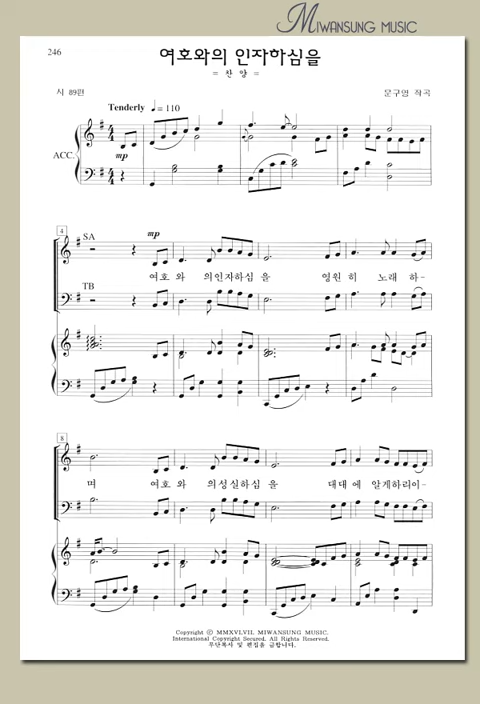 MIWANSUNG MUSIC
246
여호와의 인자하심을
= 찬 양 =
시 89편
문구영 작곡
Tenderly ♩= 110
ACC.
mp
4
SA
mp
여호 와 의인자하심 을 영원 히 노래 하-
TB
8
며 여호 와 의성실하심 을 대대 에 알게하리이-
Copyright © MMXVLVII. MIWANSUNG MUSIC.
International Copyright Secured. All Rights Reserved.
무단복사 및 편집을 금합니다.